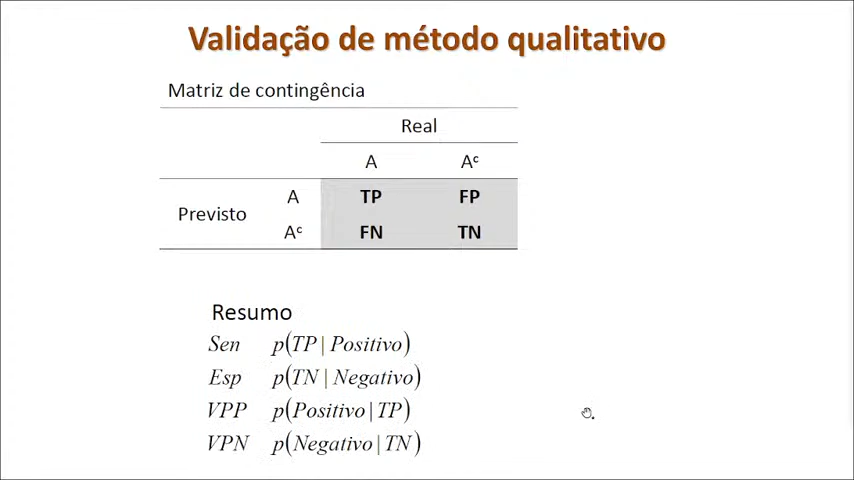 Validação de método qualitativo
Matriz de contingência
Real
A Aᶜ
Previsto
A TP FP
Aᶜ FN TN
Resumo
Sen p(TP | Positivo)
Esp p(TN | Negativo)
VPP p(Positivo | TP)
VPN p(Negativo | TN)